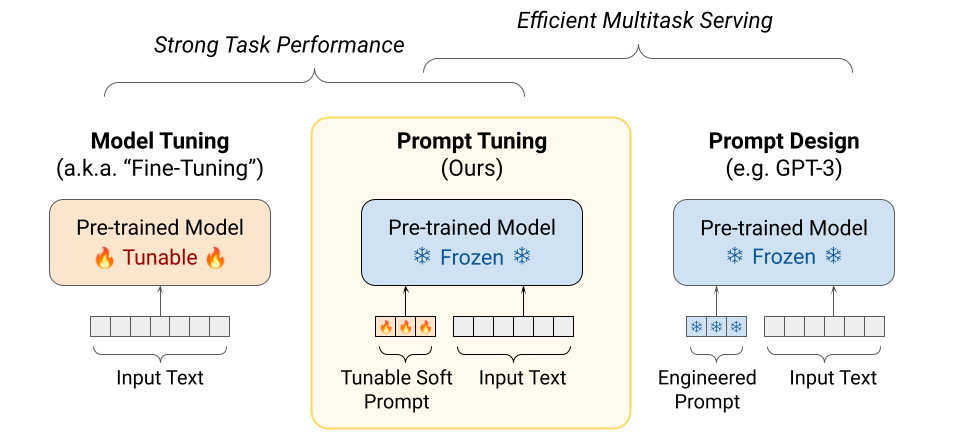 Efficient Multitask Serving
Strong Task Performance
Model Tuning
(a.k.a. “Fine-Tuning”)
Pre-trained Model
🔥 Tunable 🔥
Input Text
Prompt Tuning
(Ours)
Pre-trained Model
❄ Frozen ❄
Tunable Soft
Prompt
Input Text
Prompt Design
(e.g. GPT-3)
Pre-trained Model
❄ Frozen ❄
Engineered
Prompt
Input Text